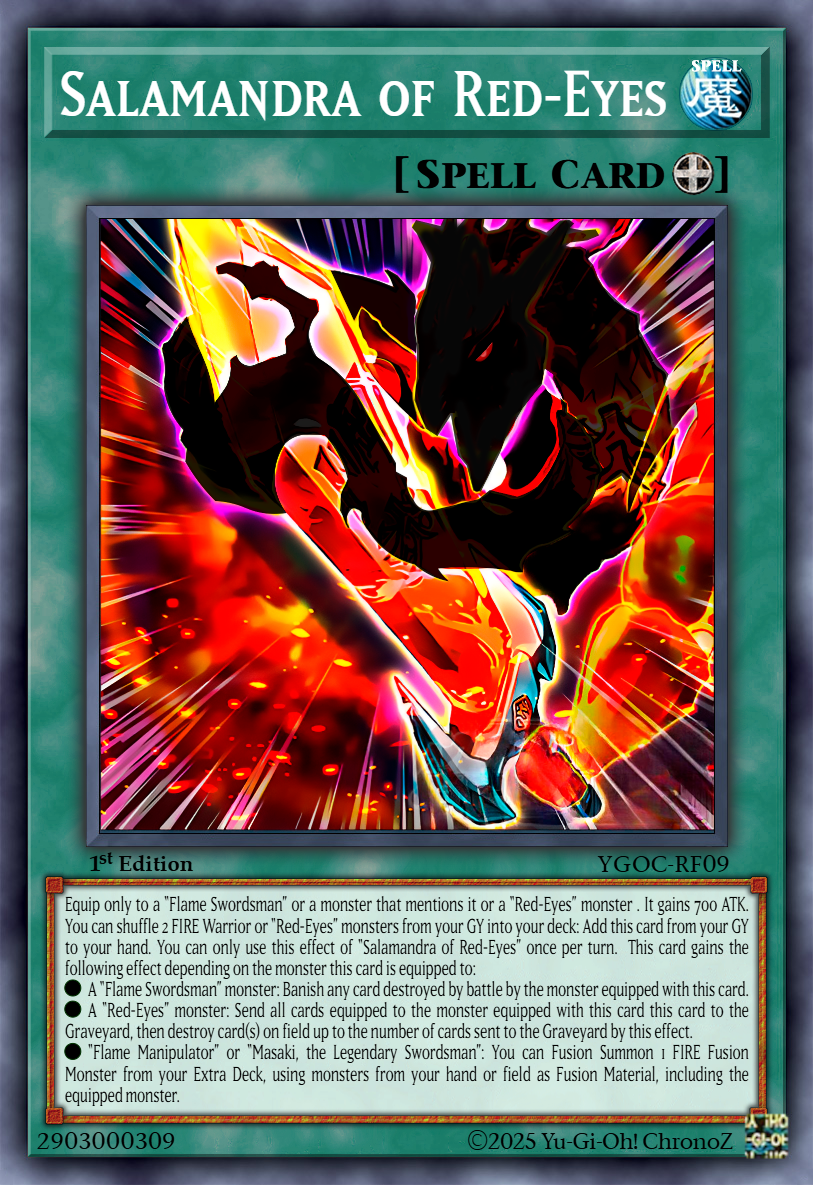 SALAMANDRA OF RED-EYES
SPELL
魔
[SPELL CARD]
1st Edition
YGOC-RF09
Equip only to a "Flame Swordsman" or a monster that mentions it or a "Red-Eyes" monster . It gains 700 ATK.
You can shuffle 2 FIRE Warrior or "Red-Eyes" monsters from your GY into your deck: Add this card from your GY
to your hand. You can only use this effect of "Salamandra of Red-Eyes" once per turn. This card gains the
following effect depending on the monster this card is equipped to:
● A "Flame Swordsman" monster: Banish any card destroyed by battle by the monster equipped with this card.
● A "Red-Eyes" monster: Send all cards equipped to the monster equipped with this card this card to the
Graveyard, then destroy card(s) on field up to the number of cards sent to the Graveyard by this effect.
● "Flame Manipulator" or "Masaki, the Legendary Swordsman": You can Fusion Summon 1 FIRE Fusion
Monster from your Extra Deck, using monsters from your hand or field as Fusion Material, including the
equipped monster.
2903000309
©2025 Yu-Gi-Oh! ChronoZ